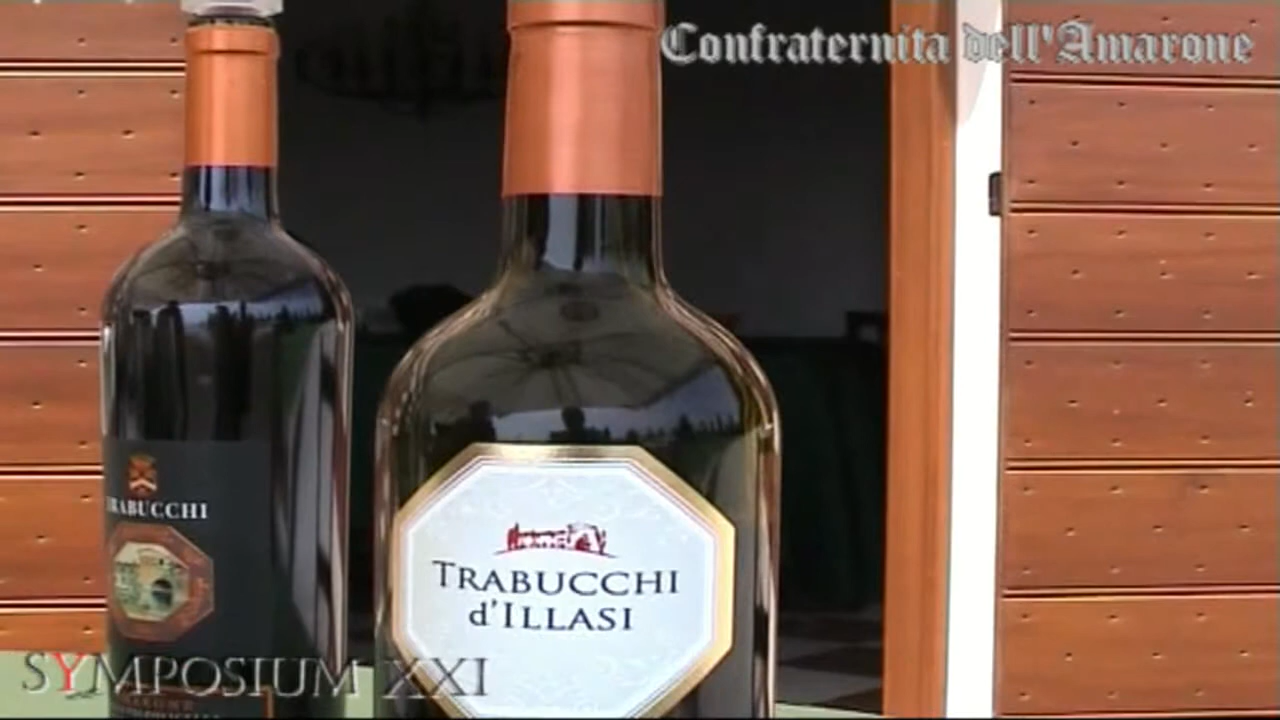 Confraternita dell'Amarone
TRABUCCHI
TRABUCCHI
d'ILLASI
SYMPOSIUM XXI